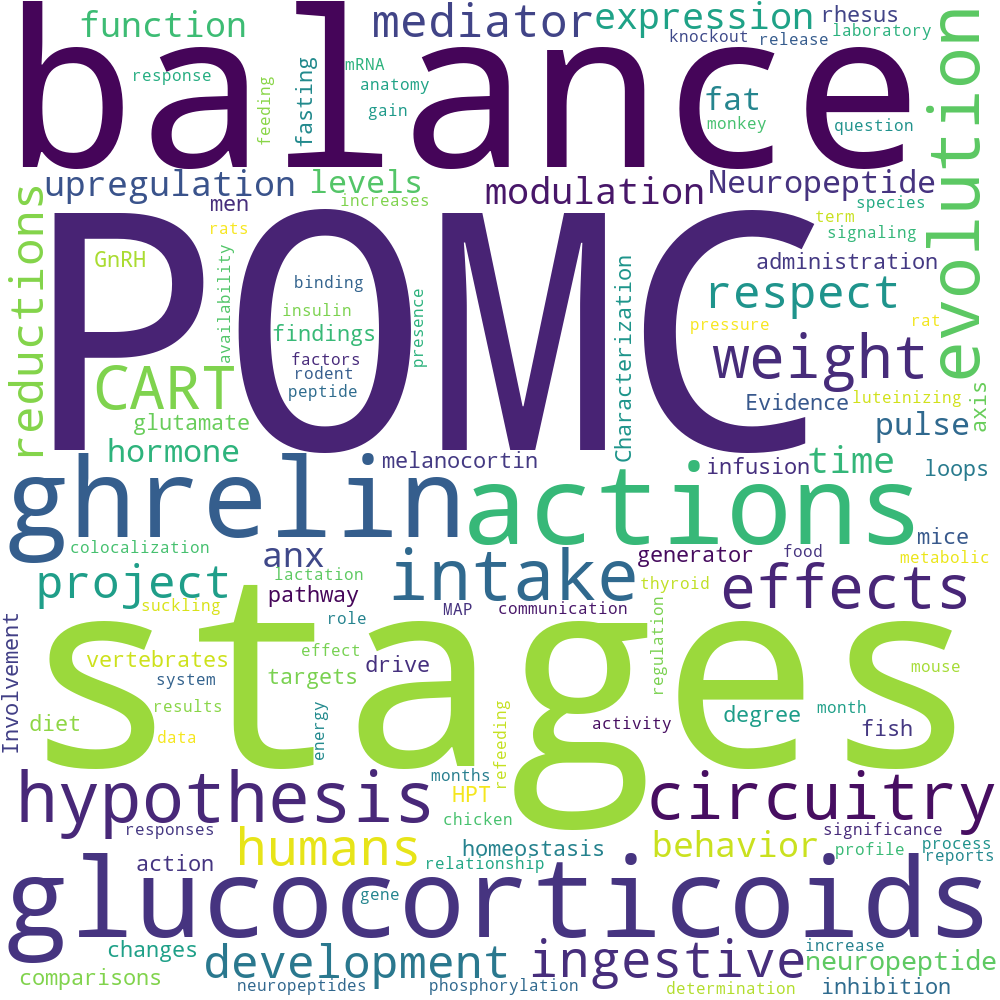 function
mediator
expression
rhesus
laboratory
knockout
release
balance
response
feeding
fasting
mRNA
anatomy
gain
fat
monkey
question
evolution
upregulation
levels
increases
modulation
Neuropeptide
species
men
rats
term
signaling
reductions
GnRH
availability
POMC
binding
insulin
findings
factors
rodent
peptide
presence
Characterization
administration
respect
pressure
rat
weight
CART
glutamate
Evidence
luteinizing
axis
hormone
pulse
melanocortin
infusion
time
loops
ghrelin
actions
colocalization
anx
intake
generator
food
mice
metabolic
project
lactation
pathway
thyroid
effects
suckling
MAP
communication
role
regulation
Involvement
stages
vertebrates
system
effect
drive
targets
mouse
results
diet
data
energy
refeeding
activity
degree
month
fish
hypothesis
months
HPT
chicken
circuitry
responses
humans
homeostasis
behavior
significance
process
profile
reports
action
relationship
gene
glucocorticoids
changes
development
ingestive
increase
neuropeptide
comparisons
neuropeptides
phosphorylation
determination
inhibition